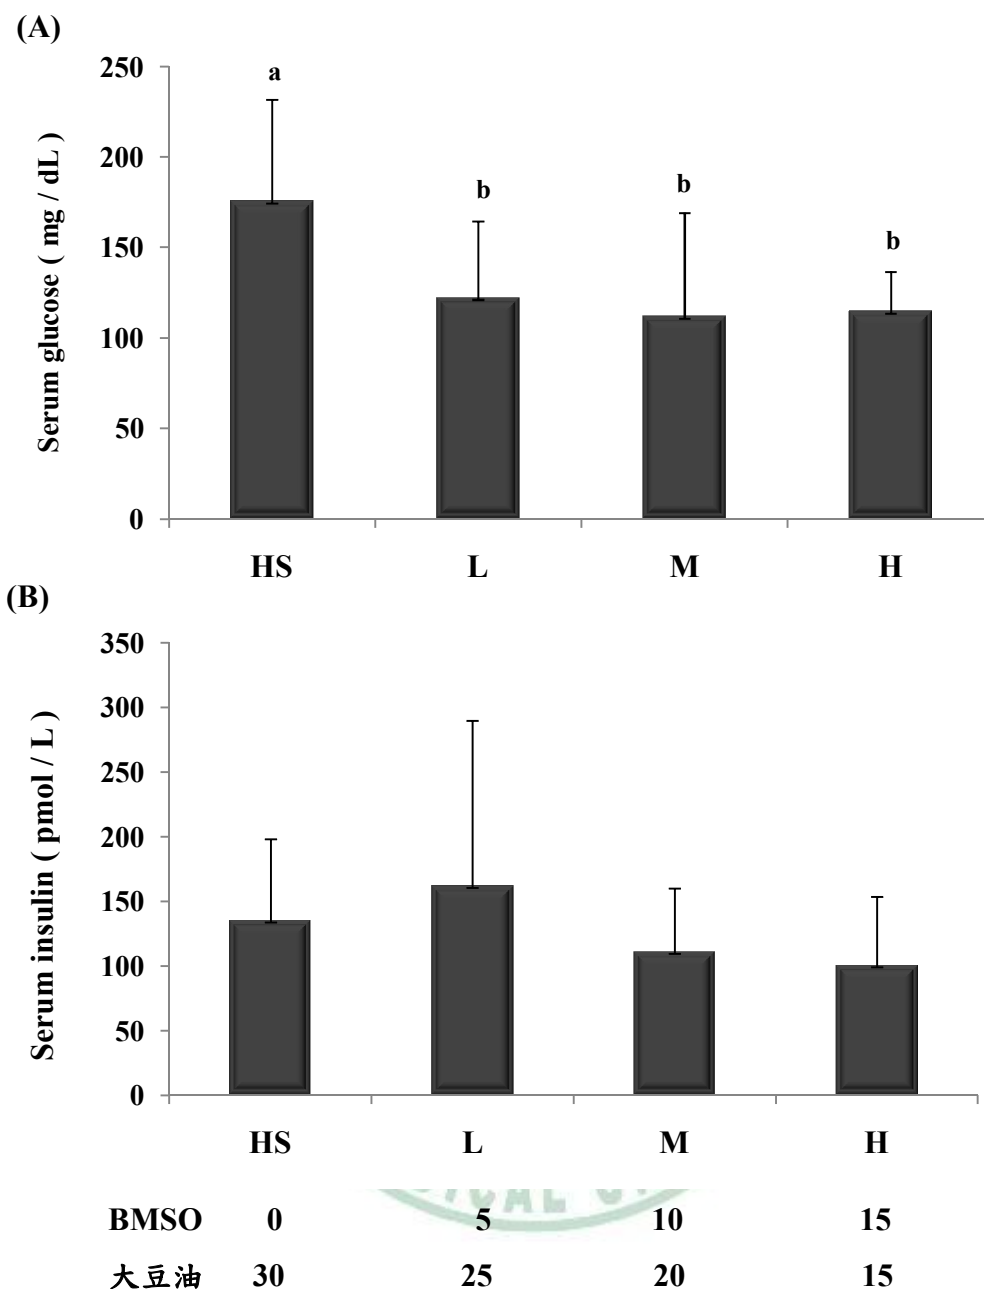 (A)
250
200
150
100
50
0
Serum glucose ( mg / dL )
a
b
b
b
HS L M H
(B)
350
300
250
200
150
100
50
0
Serum insulin ( pmol / L )
HS L M H
BMSO 0 5 10 15
大豆油 30 25 20 15